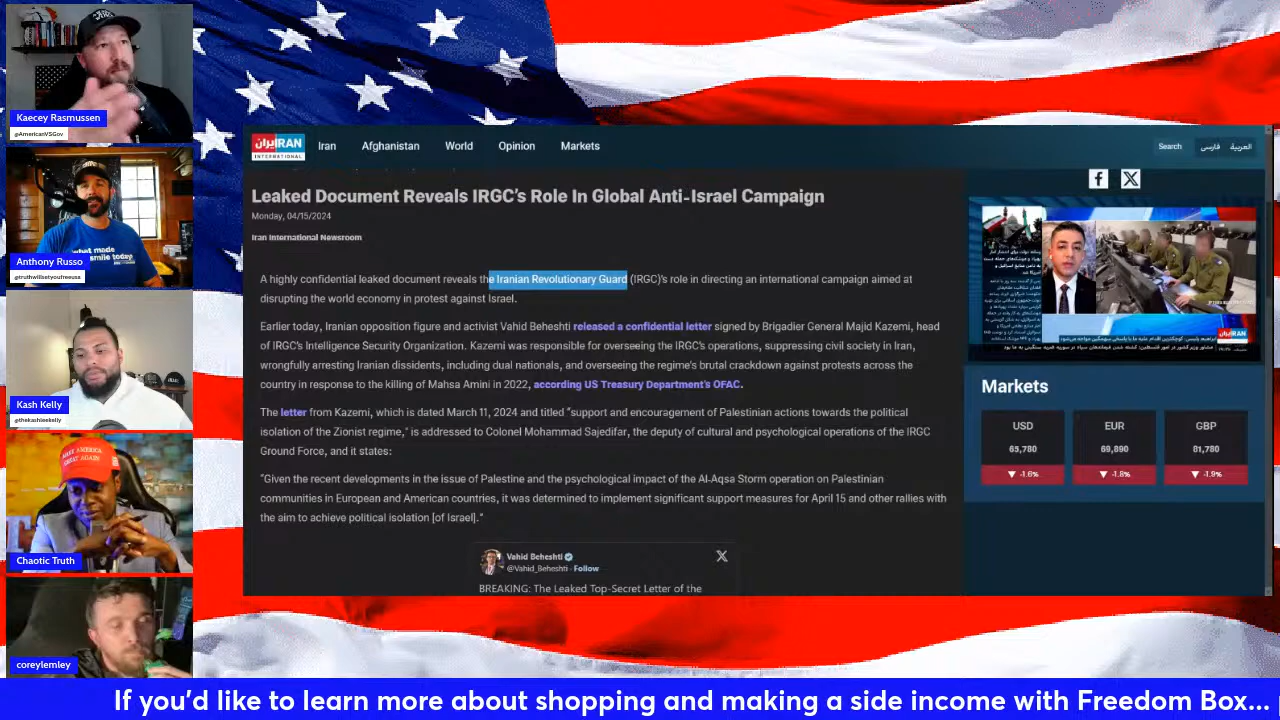 Kaecey Rasmussen
@AmericanVSGov
Anthony Russo
@truthwillsetyoufreeusa
Kash Kelly
@thekashleekelly
MAKE AMERICA
GREAT AGAIN
Chaotic Truth
coreylemley
ایران IRAN
INTERNATIONAL
Iran
Afghanistan
World
Opinion
Markets
Search
فارسی
العربية
Leaked Document Reveals IRGC's Role In Global Anti-Israel Campaign
Monday, 04/15/2024
Iran International Newsroom
A highly confidential leaked document reveals the Iranian Revolutionary Guard (IRGC)'s role in directing an international campaign aimed at
disrupting the world economy in protest against Israel.
Earlier today, Iranian opposition figure and activist Vahid Beheshti released a confidential letter signed by Brigadier General Majid Kazemi, head
of IRGC's Intelligence Security Organization. Kazemi was responsible for overseeing the IRGC's operations, suppressing civil society in Iran,
wrongfully arresting Iranian dissidents, including dual nationals, and overseeing the regime's brutal crackdown against protests across the
country in response to the killing of Mahsa Amini in 2022, according US Treasury Department's OFAC.
The letter from Kazemi, which is dated March 11, 2024 and titled "support and encouragement of Palesenian actions towards the political
isolation of the Zionist regime," is addressed to Colonel Mohammad Sajedifar, the deputy of cultural and psychological operations of the IRGC
Ground Force, and it states:
"Given the recent developments in the issue of Palestine and the psychological impact of the Al-Aqsa Storm operation on Palestinian
communities in European and American countries, it was determined to implement significant support measures for April 15 and other rallies with
the aim to achieve political isolation [of Israel]."
Vahid Beheshti
@Vahid_Beheshti · Follow
BREAKING: The Leaked Top-Secret Letter of the
Markets
USD
65,780
▼ -1.6%
EUR
69,890
▼ -1.8%
GBP
81,780
▼ -1.9%
If you'd like to learn more about shopping and making a side income with Freedom Box...